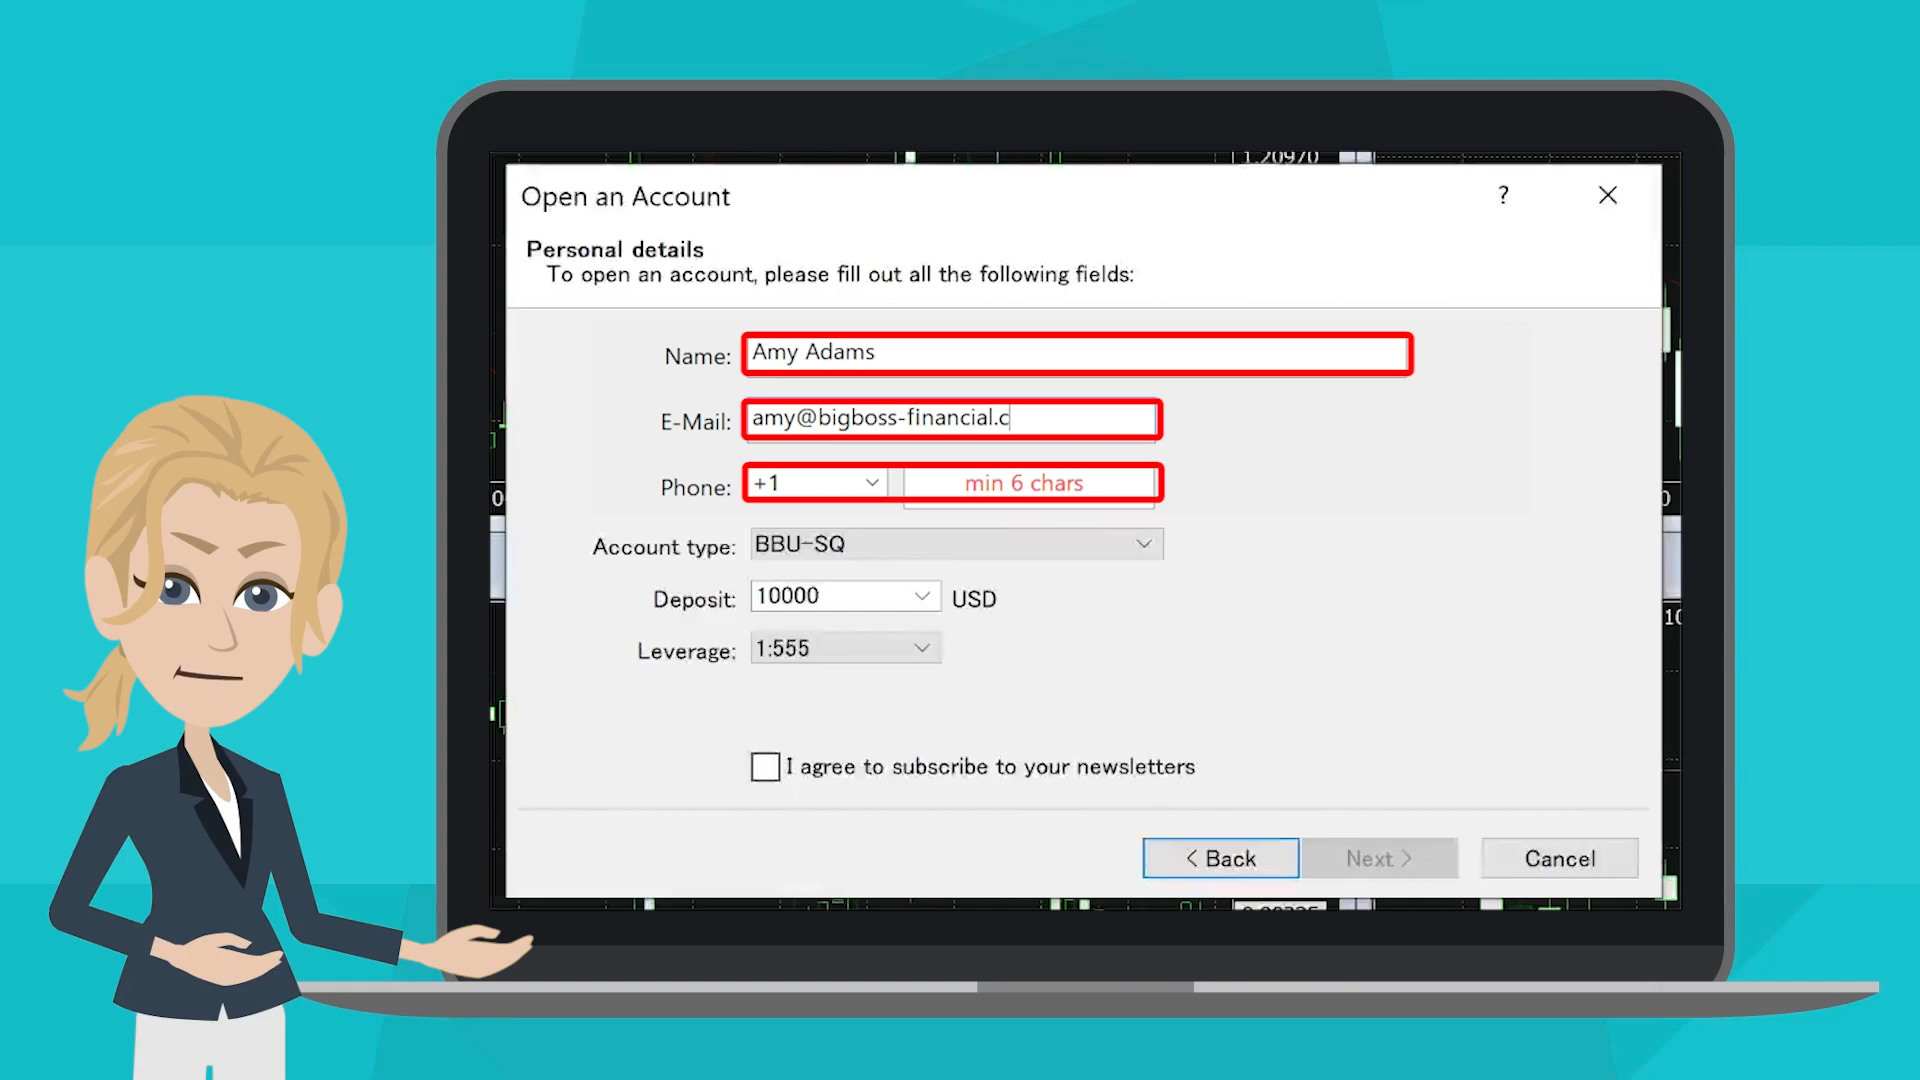 1.20970
Open an Account
?
Personal details
To open an account, please fill out all the following fields:
Name: Amy Adams
E-Mail: amy@bigboss-financial.c
Phone: +1 min 6 chars
Account type: BBU-SQ
Deposit: 10000 USD
Leverage: 1:555
I agree to subscribe to your newsletters
< Back Next > Cancel